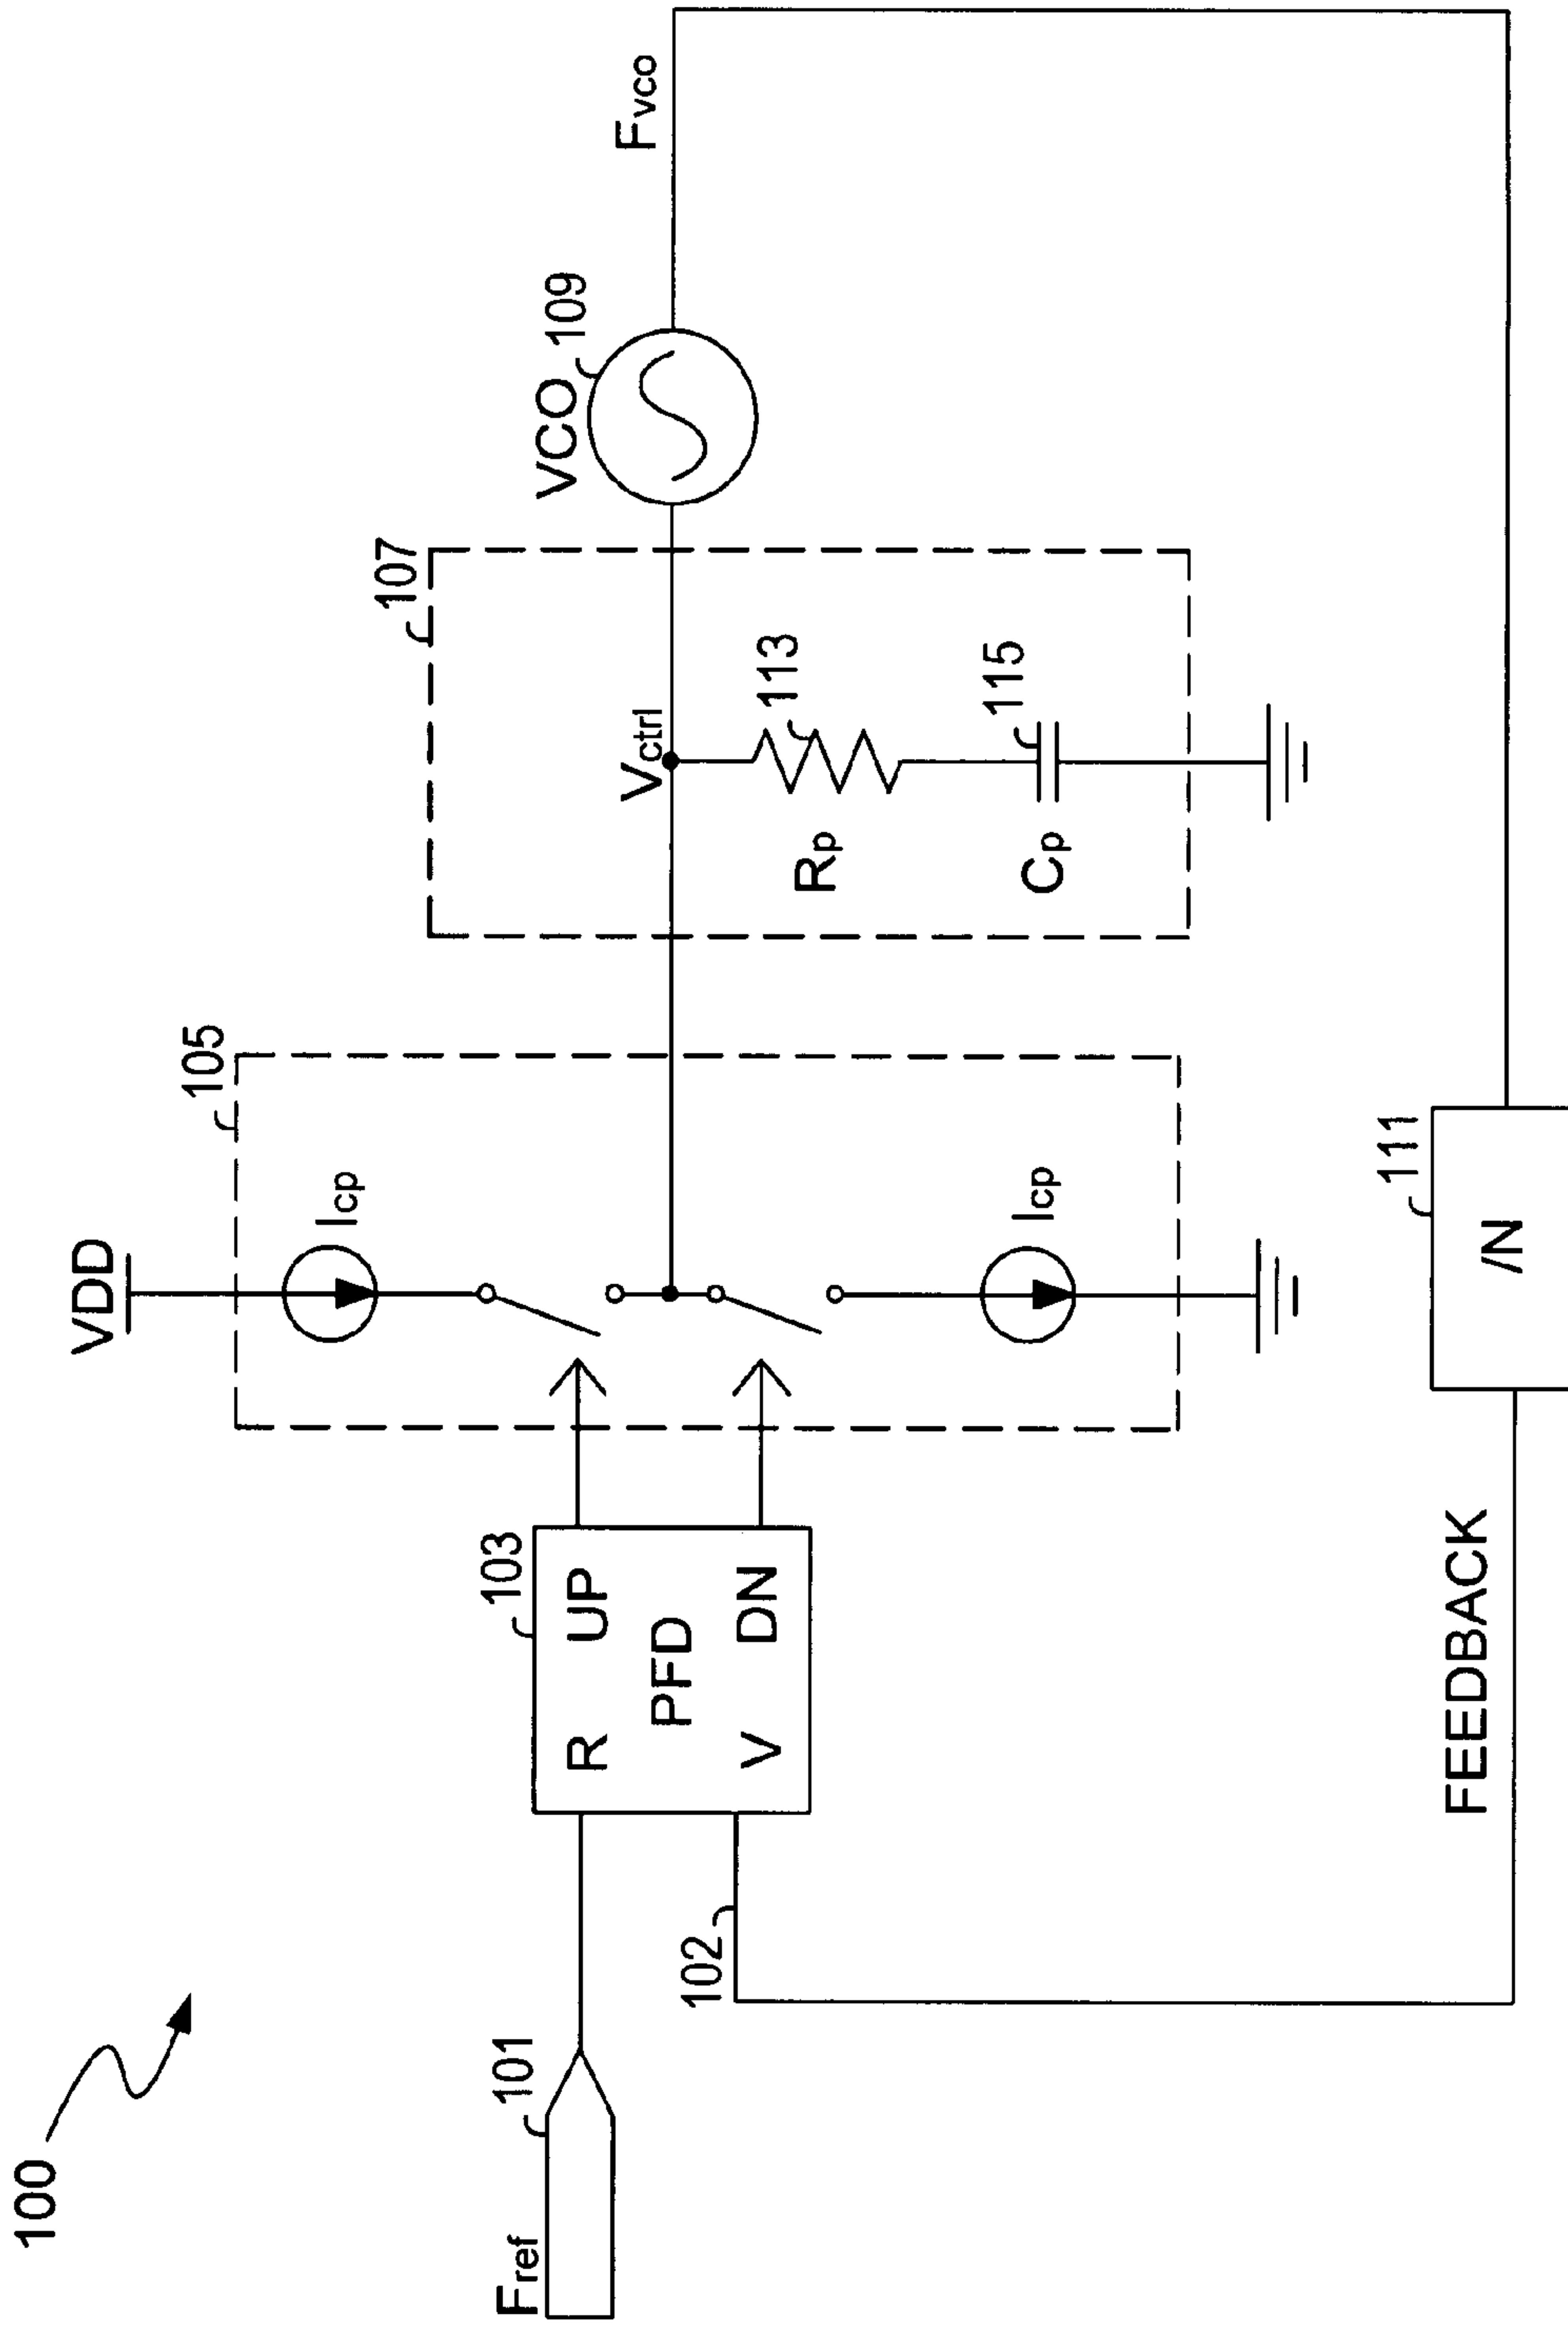 100
Fref
101
102
103
R
UP
PFD
V
DN
VDD
105
Icp
Icp
107
Vctrl
Rp
113
Cp
115
VCO
109
Fvco
111
/N
FEEDBACK